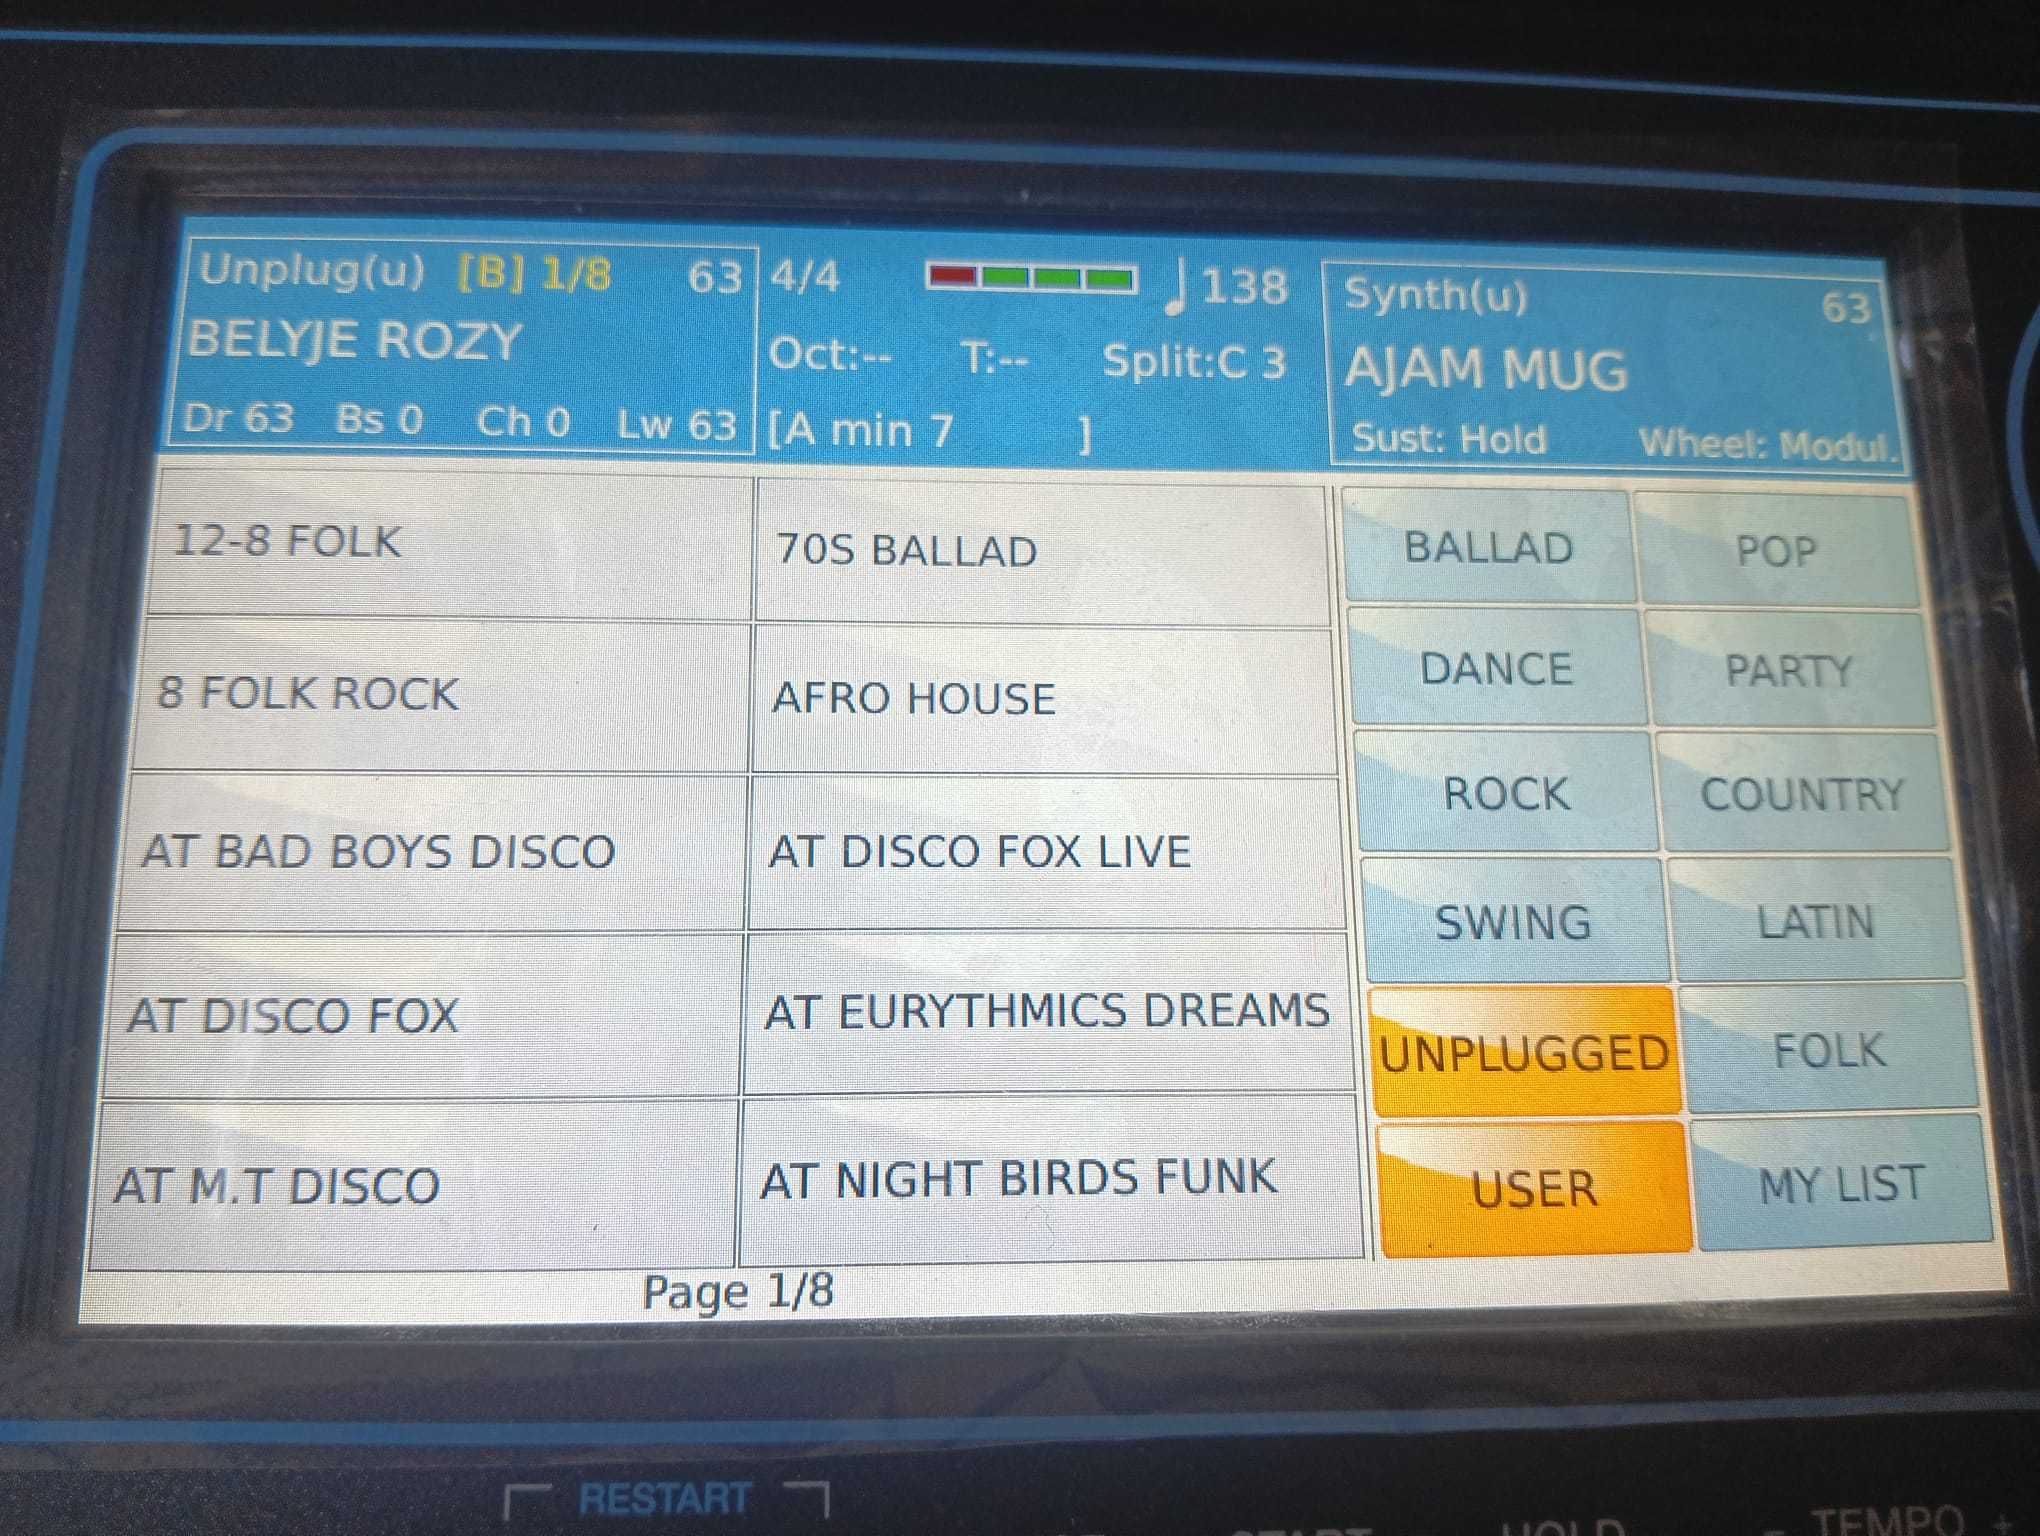 Unplug(u) [B] 1/8 63
BELYJE ROZY
Dr 63 Bs 0 Ch 0 Lw 63
4/4 ♩138
Oct:-- T:-- Split:C 3
[A min 7 ]
Synth(u) 63
AJAM MUG
Sust: Hold Wheel: Modul.
12-8 FOLK 70S BALLAD
8 FOLK ROCK AFRO HOUSE
AT BAD BOYS DISCO AT DISCO FOX LIVE
AT DISCO FOX AT EURYTHMICS DREAMS
AT M.T DISCO AT NIGHT BIRDS FUNK
Page 1/8
BALLAD POP
DANCE PARTY
ROCK COUNTRY
SWING LATIN
UNPLUGGED FOLK
USER MY LIST
RESTART
START HOLD - TEMPO +